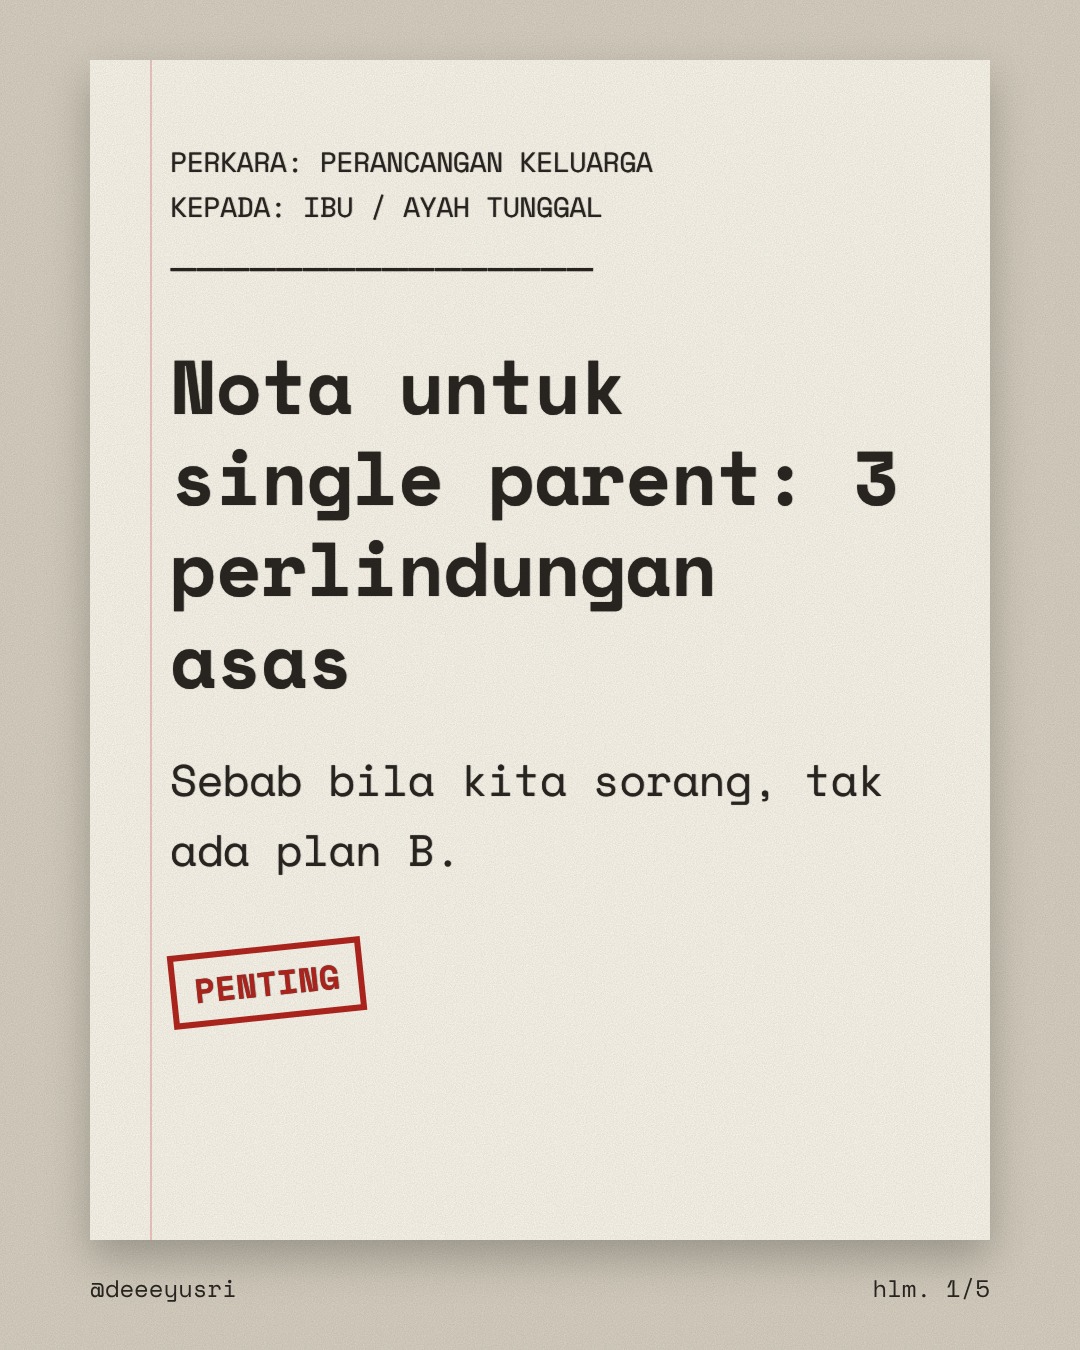 PERKARA: PERANCANGAN KELUARGA
KEPADA: IBU / AYAH TUNGGAL
Nota untuk
single parent: 3
perlindungan
asas
Sebab bila kita sorang, tak
ada plan B.
PENTING
@deeeyusri
hlm. 1/5